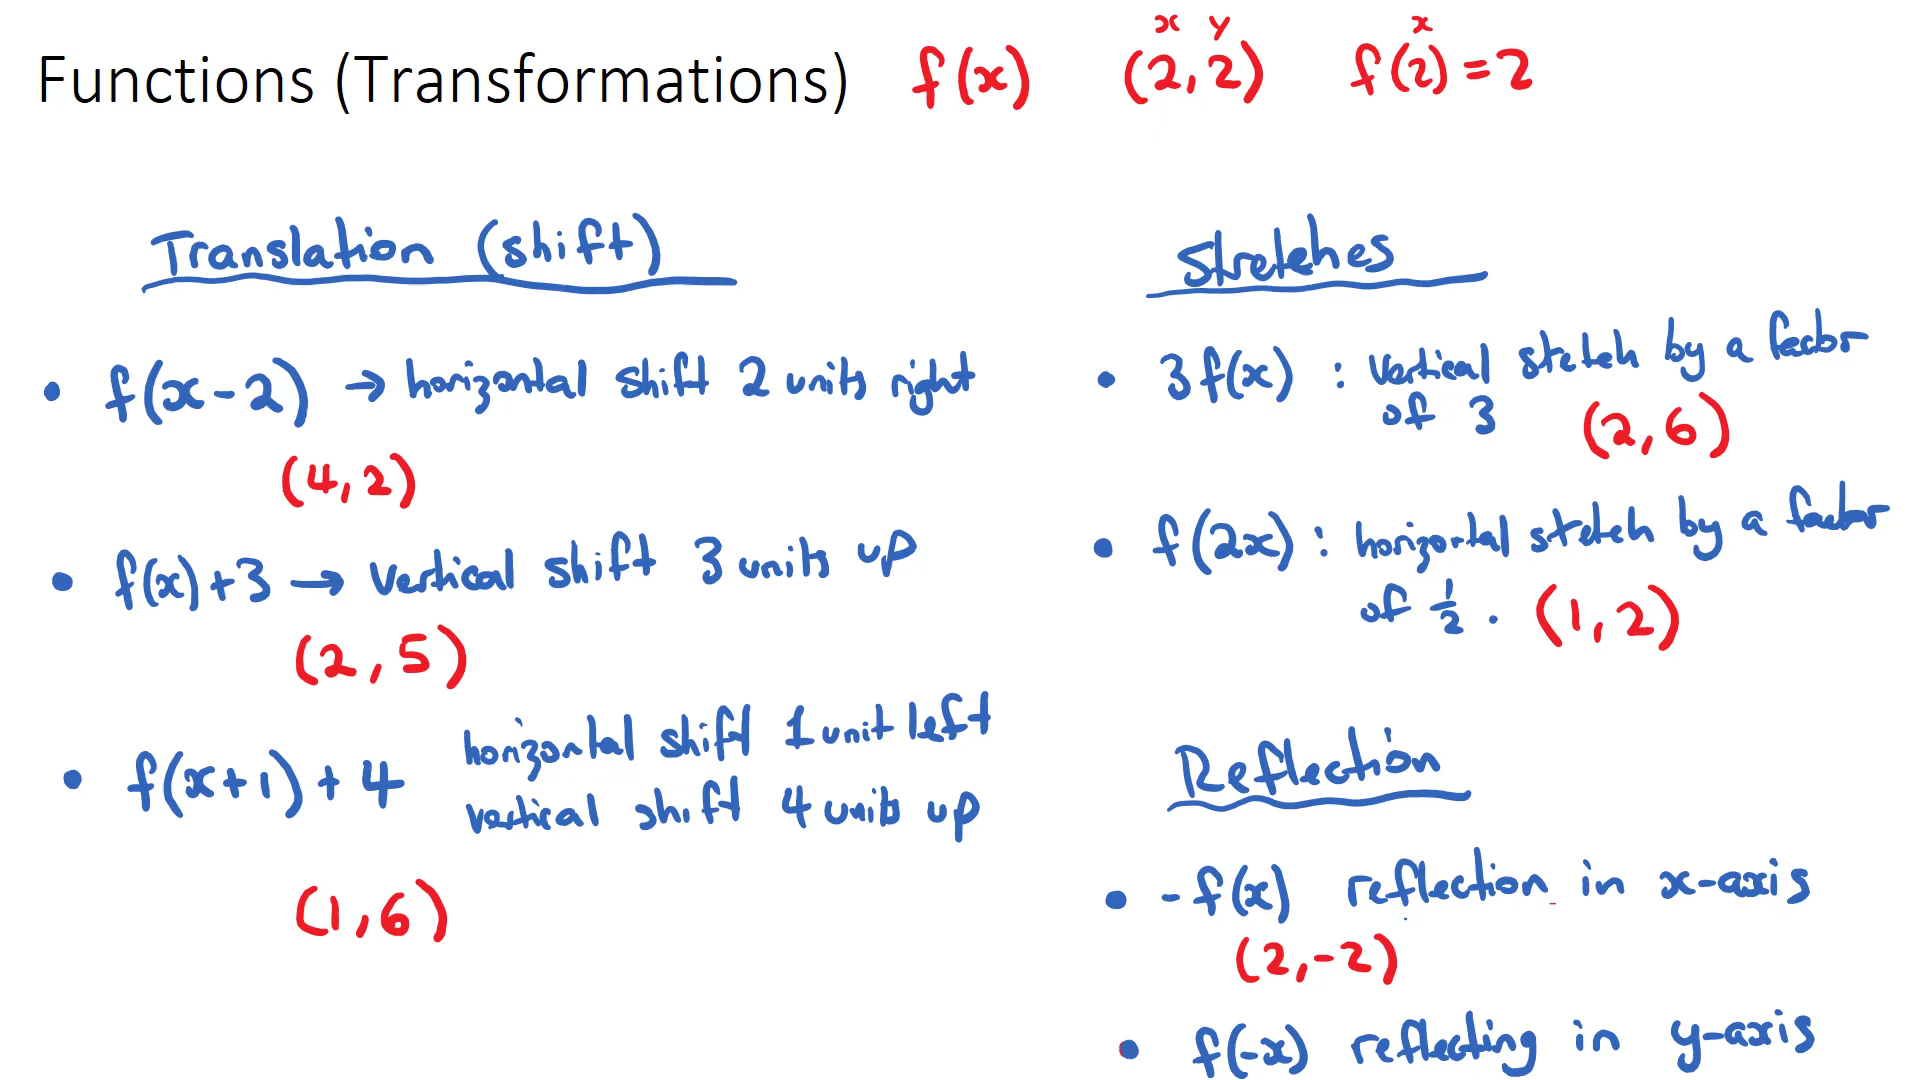 Functions (Transformations) f(x) (2, 2) f(2) = 2
x y x
Translation (shift)
• f(x-2) → horizontal shift 2 units right
(4, 2)
• f(x)+3 → vertical shift 3 units up
(2, 5)
• f(x+1)+4 horizontal shift 1 unit left
vertical shift 4 units up
(1, 6)
Stretches
• 3f(x) : vertical stretch by a factor
of 3 (2, 6)
• f(2x) : horizontal stretch by a factor
of 1/2 . (1, 2)
Reflection
• -f(x) reflection in x-axis
(2, -2)
• f(-x) reflecting in y-axis